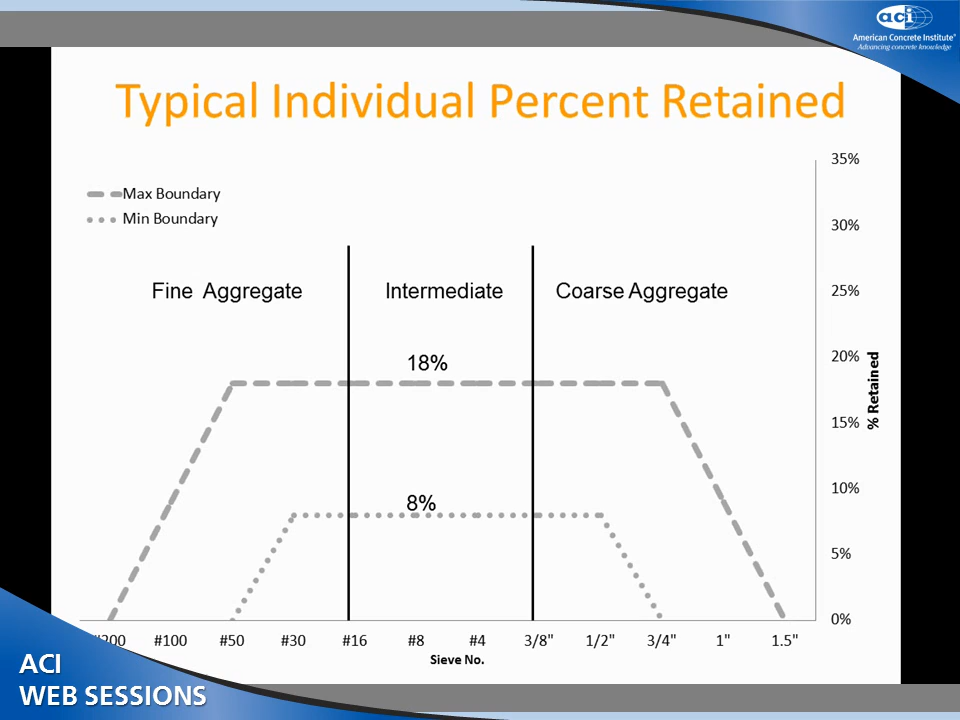 aci
American Concrete Institute®
Advancing concrete knowledge
Typical Individual Percent Retained
35%
Max Boundary
Min Boundary
30%
Fine Aggregate
Intermediate
Coarse Aggregate
25%
18%
20%
% Retained
15%
8%
10%
5%
0%
#100 #50 #30 #16 #8 #4 3/8" 1/2" 3/4" 1" 1.5"
Sieve No.
ACI
WEB SESSIONS